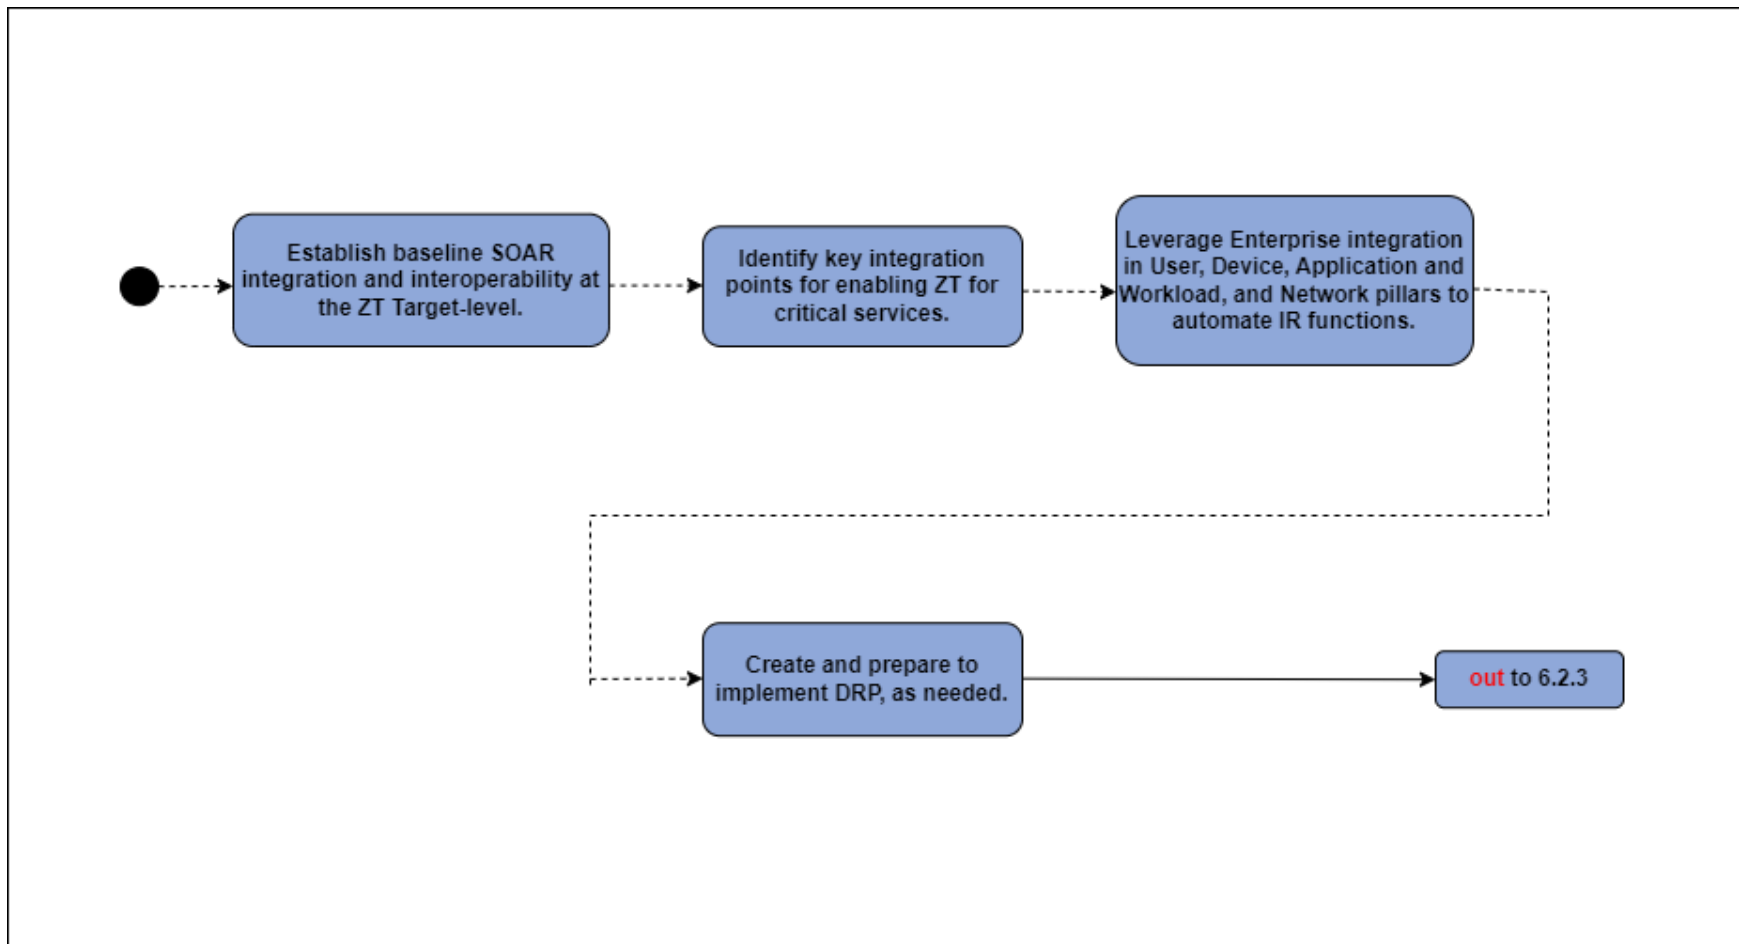 Establish baseline SOAR
integration and interoperability at
the ZT Target-level.
Identify key integration
points for enabling ZT for
critical services.
Leverage Enterprise integration
in User, Device, Application and
Workload, and Network pillars to
automate IR functions.
Create and prepare to
implement DRP, as needed.
out to 6.2.3